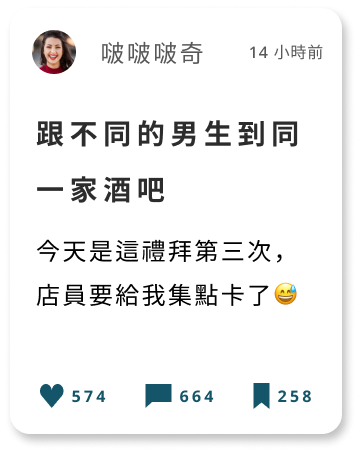 啵啵啵奇
14 小時前
跟不同的男生到同
一家酒吧
今天是這禮拜第三次，
店員要給我集點卡了😅
574
664
258